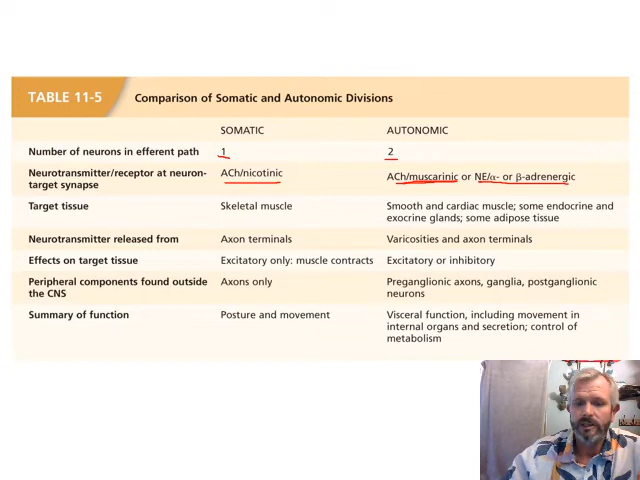 TABLE 11-5 Comparison of Somatic and Autonomic Divisions
SOMATIC AUTONOMIC
Number of neurons in efferent path 1 2
Neurotransmitter/receptor at neuron- ACh/nicotinic ACh/muscarinic or NE/α- or β-adrenergic
target synapse
Target tissue Skeletal muscle Smooth and cardiac muscle; some endocrine and
exocrine glands; some adipose tissue
Neurotransmitter released from Axon terminals Varicosities and axon terminals
Effects on target tissue Excitatory only: muscle contracts Excitatory or inhibitory
Peripheral components found outside Axons only Preganglionic axons, ganglia, postganglionic
the CNS neurons
Summary of function Posture and movement Visceral function, including movement in
internal organs and secretion; control of
metabolism